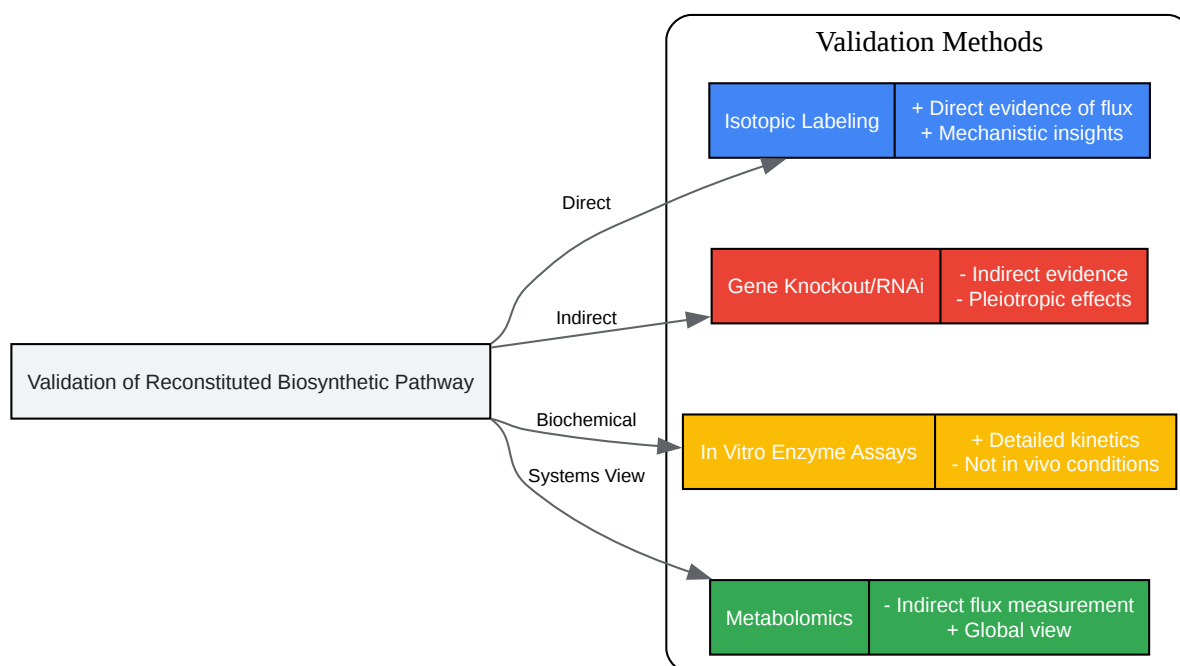 Validation Methods
Isotopic Labeling
+ Direct evidence of flux
+ Mechanistic insights
Direct
Gene Knockout/RNAi
- Indirect evidence
- Pleiotropic effects
Indirect
Validation of Reconstituted Biosynthetic Pathway
Biochemical
In Vitro Enzyme Assays
+ Detailed kinetics
- Not in vivo conditions
Systems View
Metabolomics
- Indirect flux measurement
+ Global view